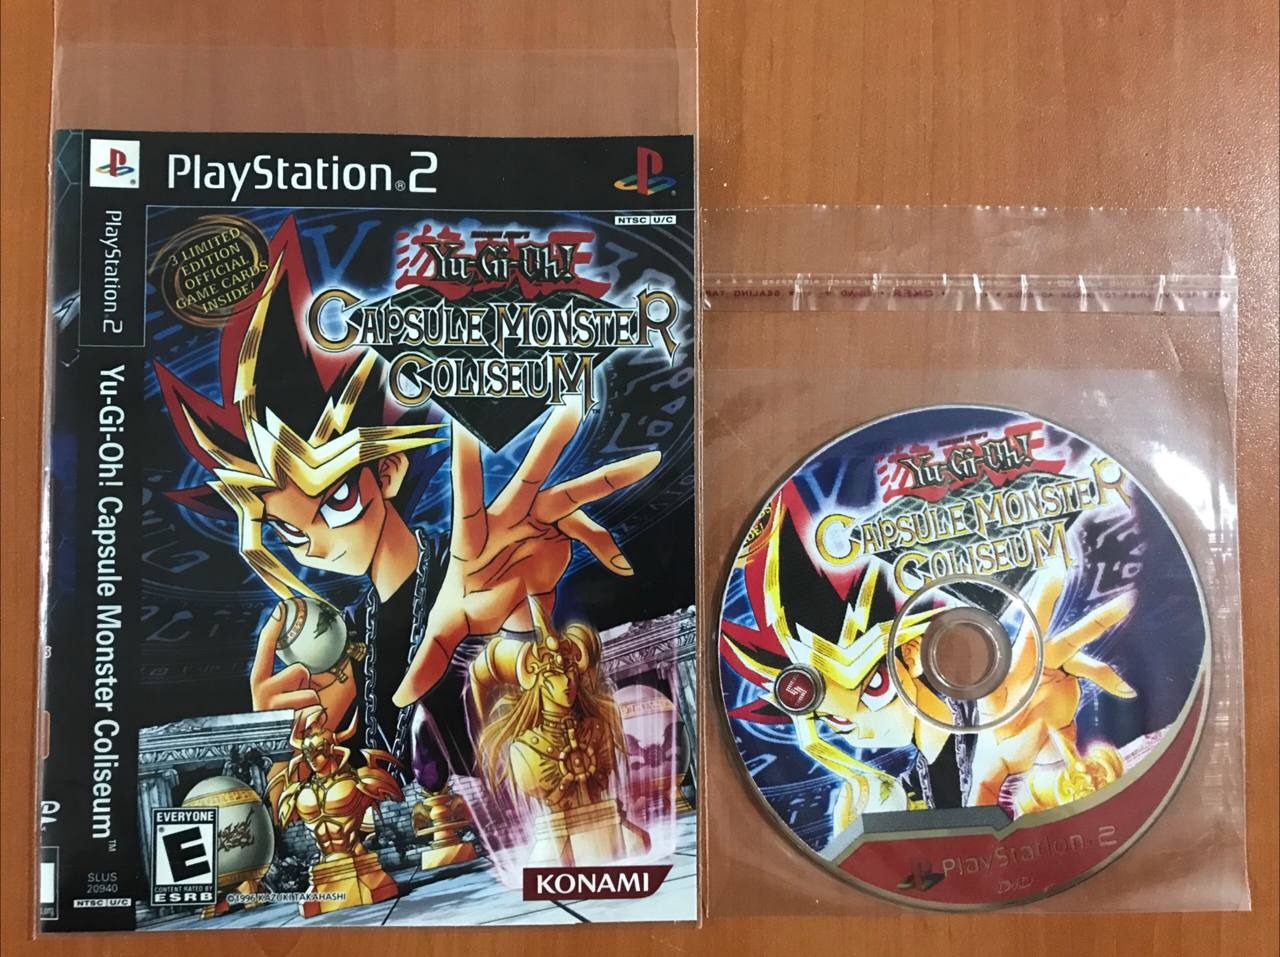 PlayStation®2
NTSC U/C
PlayStation®2
Yu-Gi-Oh! Capsule Monster Coliseum™
SLUS
20940
NTSC U/C
3 LIMITED
EDITION
OFFICIAL
GAME CARDS
INSIDE!
Yu-Gi-Oh!
CAPSULE MONSTER
COLISEUM™
EVERYONE
E
CONTENT RATED BY
ESRB
©1996 KAZUKI TAKAHASHI
KONAMI
Yu-Gi-Oh!
CAPSULE MONSTER
COLISEUM
PlayStation 2
DVD